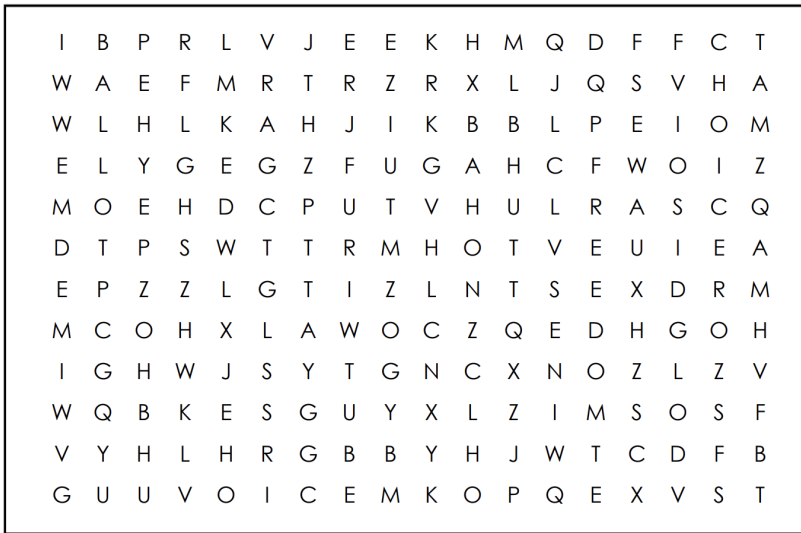 I B P R L V J E E K H M Q D F F C T
W A E F M R T R Z R X L J Q S V H A
W L H L K A H J I K B B L P E I O M
E L Y G E G Z F U G A H C F W O I Z
M O E H D C P U T V H U L R A S C Q
D T P S W T T R M H O T V E U I E A
E P Z Z L G T I Z L N T S E X D R M
M C O H X L A W O C Z Q E D H G O H
I G H W J S Y T G N C X N O Z L Z V
W Q B K E S G U Y X L Z I M S O S F
V Y H L H R G B B Y H J W T C D F B
G U U V O I C E M K O P Q E X V S T